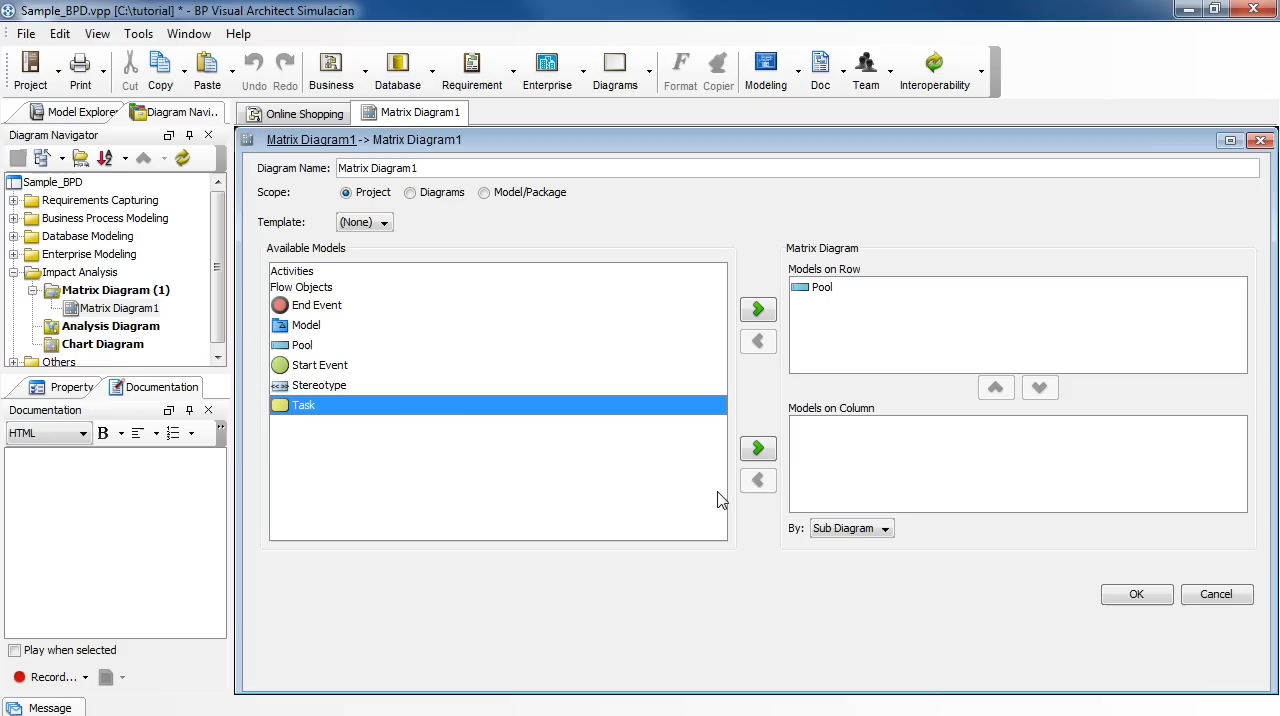 Sample_BPD.vpp [C:\tutorial] * - BP Visual Architect Simulacian
File Edit View Tools Window Help
Project Print Cut Copy Paste Undo Redo Business Database Requirement Enterprise Diagrams Format Copier Modeling Doc Team Interoperability
Model Explorer Diagram Navi... Online Shopping Matrix Diagram1
Diagram Navigator
Sample_BPD
Requirements Capturing
Business Process Modeling
Database Modeling
Enterprise Modeling
Impact Analysis
Matrix Diagram (1)
Matrix Diagram1
Analysis Diagram
Chart Diagram
Others
Property Documentation
Documentation
HTML B
Play when selected
Record...
Message
Matrix Diagram1 -> Matrix Diagram1
Diagram Name: Matrix Diagram1
Scope: Project Diagrams Model/Package
Template: (None)
Available Models
Activities
Flow Objects
End Event
Model
Pool
Start Event
<< >> Stereotype
Task
Matrix Diagram
Models on Row
Pool
Models on Column
By: Sub Diagram
OK Cancel